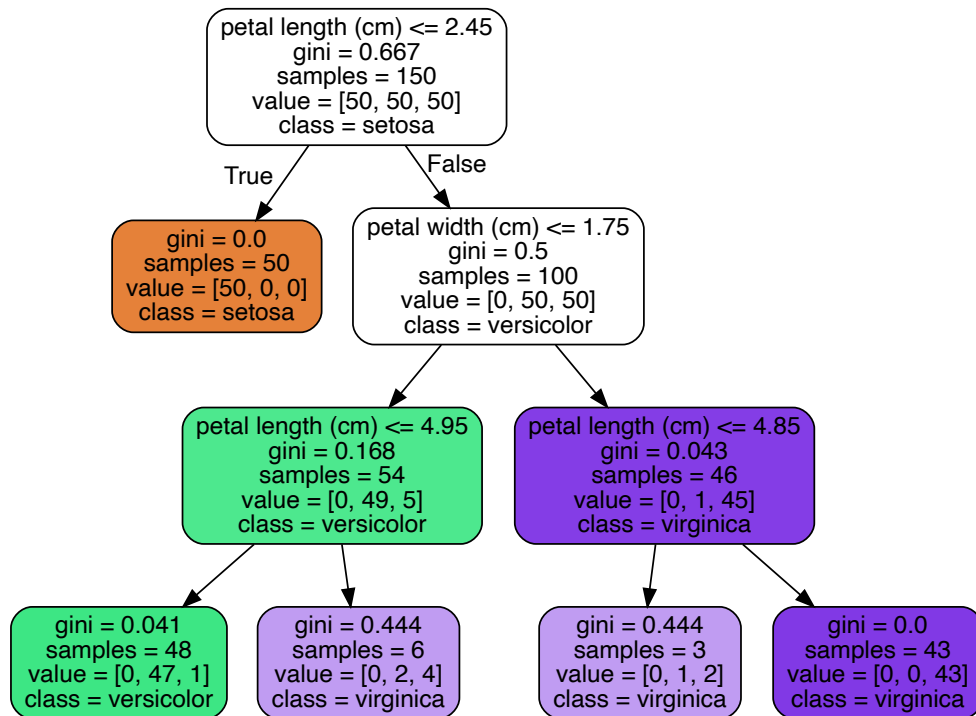 petal length (cm) <= 2.45
gini = 0.667
samples = 150
value = [50, 50, 50]
class = setosa
True
False
gini = 0.0
samples = 50
value = [50, 0, 0]
class = setosa
petal width (cm) <= 1.75
gini = 0.5
samples = 100
value = [0, 50, 50]
class = versicolor
petal length (cm) <= 4.95
gini = 0.168
samples = 54
value = [0, 49, 5]
class = versicolor
petal length (cm) <= 4.85
gini = 0.043
samples = 46
value = [0, 1, 45]
class = virginica
gini = 0.041
samples = 48
value = [0, 47, 1]
class = versicolor
gini = 0.444
samples = 6
value = [0, 2, 4]
class = virginica
gini = 0.444
samples = 3
value = [0, 1, 2]
class = virginica
gini = 0.0
samples = 43
value = [0, 0, 43]
class = virginica